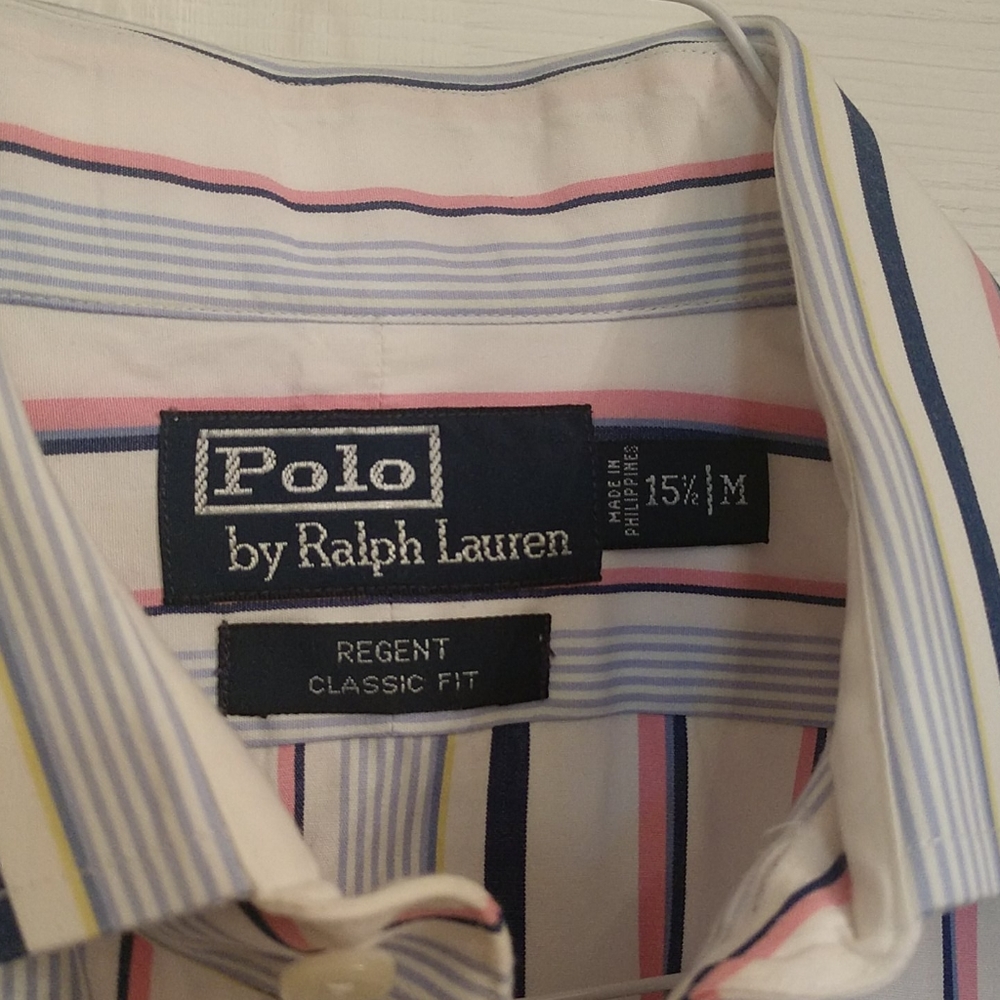 Polo
by Ralph Lauren
MADE IN
PHILIPPINES
15½ M
REGENT
CLASSIC FIT